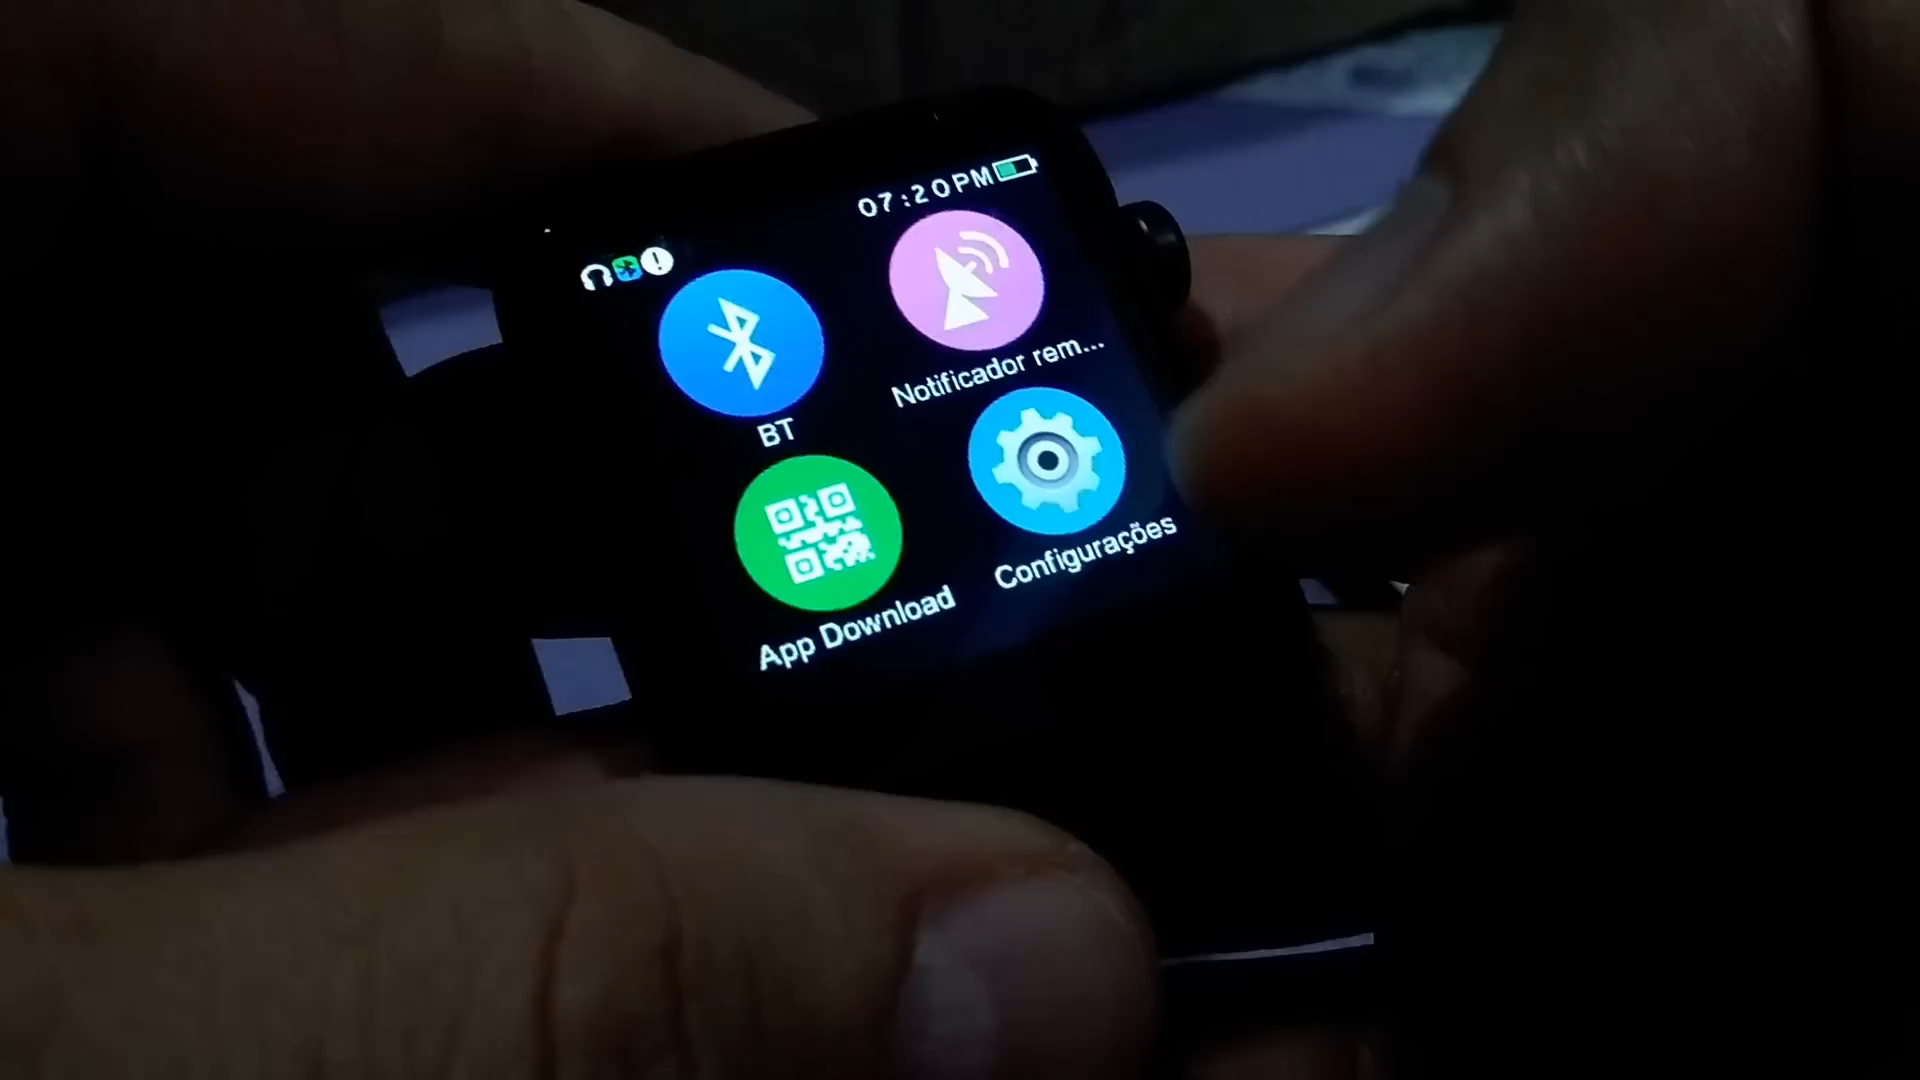 07:20PM
BT
Notificador rem...
App Download
Configurações